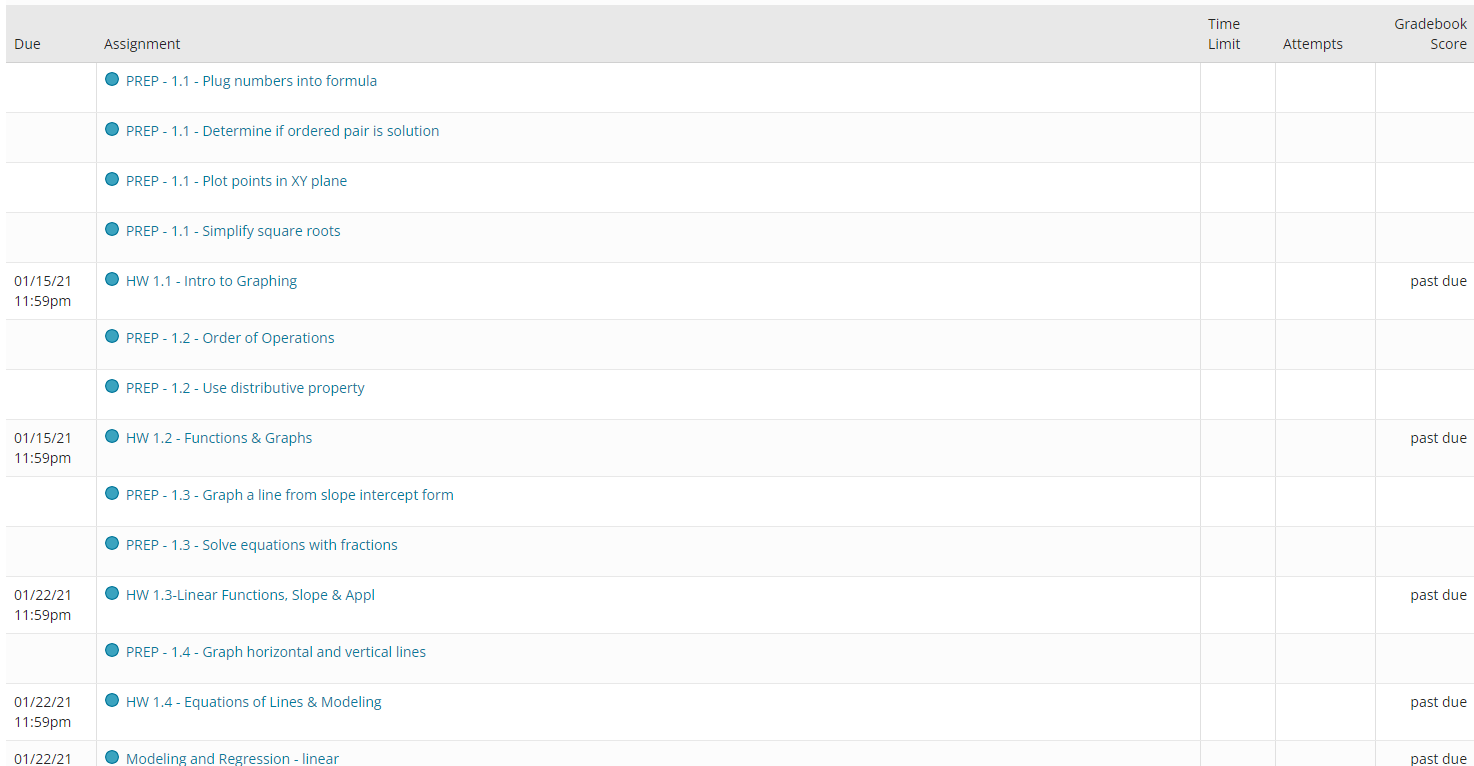 Due Assignment Time Limit Attempts Gradebook Score
PREP - 1.1 - Plug numbers into formula
PREP - 1.1 - Determine if ordered pair is solution
PREP - 1.1 - Plot points in XY plane
PREP - 1.1 - Simplify square roots
01/15/21 HW 1.1 - Intro to Graphing past due
11:59pm
PREP - 1.2 - Order of Operations
PREP - 1.2 - Use distributive property
01/15/21 HW 1.2 - Functions & Graphs past due
11:59pm
PREP - 1.3 - Graph a line from slope intercept form
PREP - 1.3 - Solve equations with fractions
01/22/21 HW 1.3-Linear Functions, Slope & Appl past due
11:59pm
PREP - 1.4 - Graph horizontal and vertical lines
01/22/21 HW 1.4 - Equations of Lines & Modeling past due
11:59pm
01/22/21 Modeling and Regression - linear past due